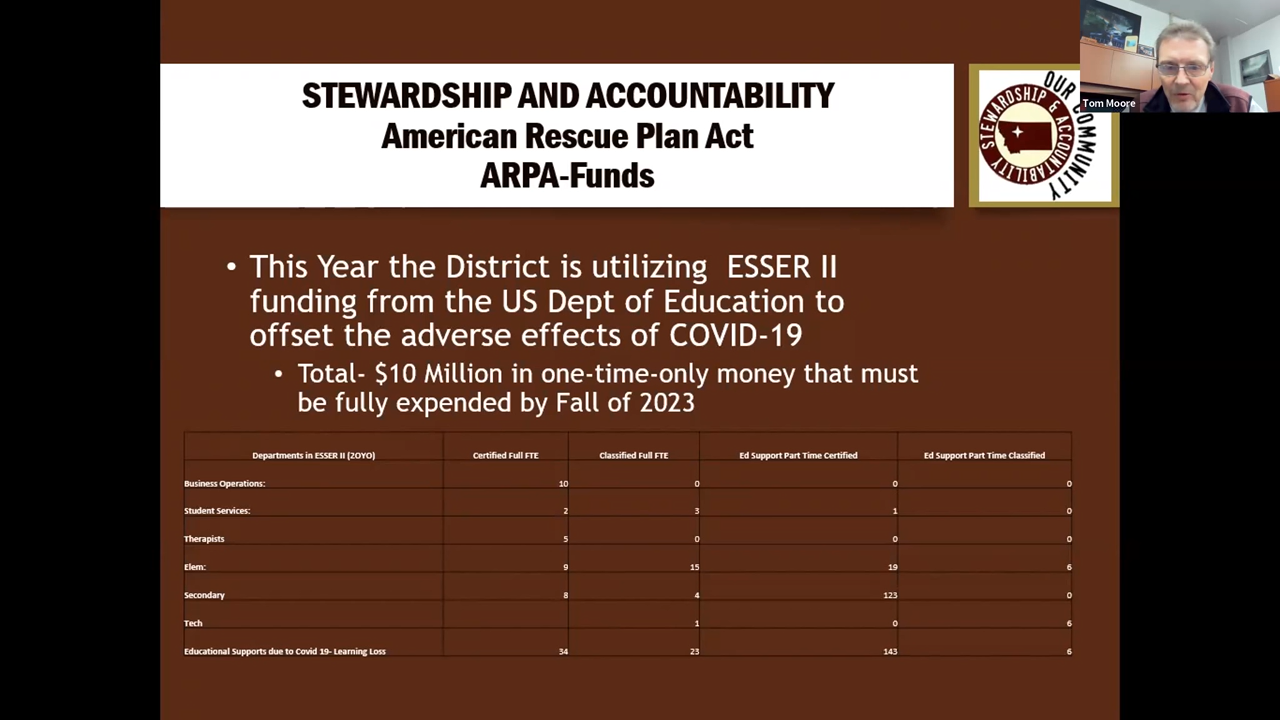 STEWARDSHIP AND ACCOUNTABILITY
American Rescue Plan Act
ARPA-Funds
OUR COMMUNITY
STEWARDSHIP & ACCOUNTABILITY
Tom Moore
• This Year the District is utilizing ESSER II
funding from the US Dept of Education to
offset the adverse effects of COVID-19
• Total- $10 Million in one-time-only money that must
be fully expended by Fall of 2023
Departments in ESSER II (2OYO) Certified Full FTE Classified Full FTE Ed Support Part Time Certified Ed Support Part Time Classified
Business Operations: 10 0 0 0
Student Services: 2 3 1 0
Therapists 5 0 0 0
Elem: 9 15 19 6
Secondary 8 4 123 0
Tech 1 0 6
Educational Supports due to Covid 19- Learning Loss 34 23 143 6